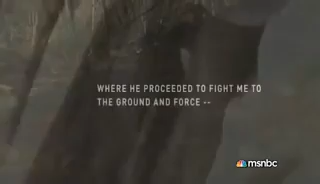 WHERE HE PROCEEDED TO FIGHT ME TO
THE GROUND AND FORCE --
msnbc